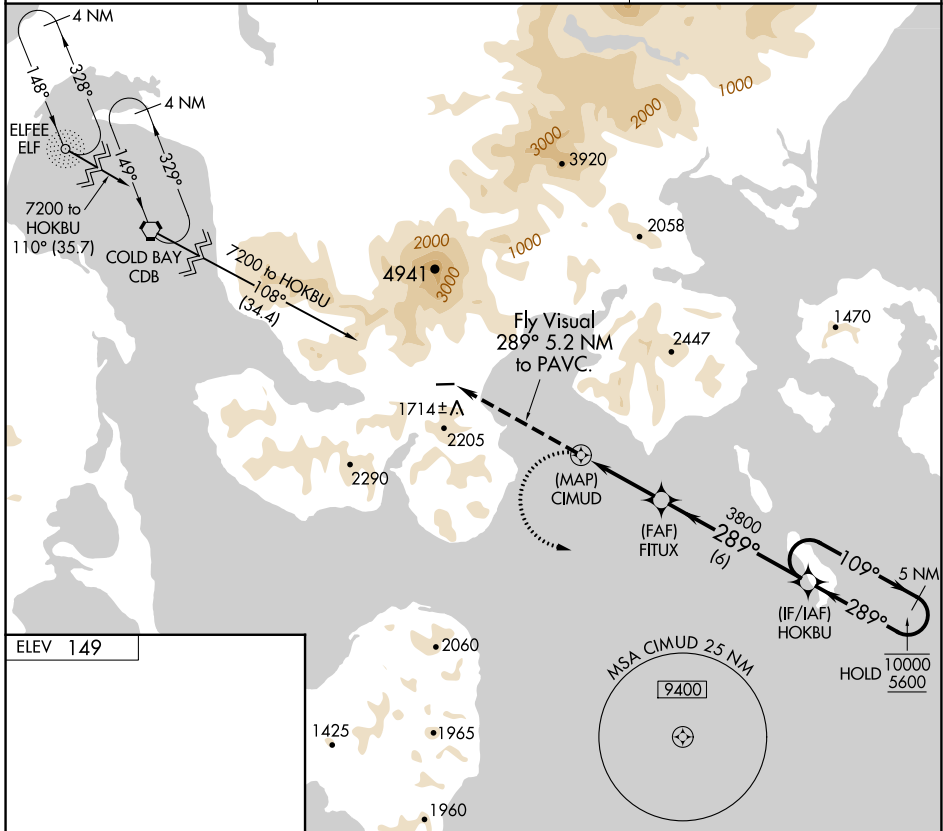 4 NM
148°
328°
ELFEE
ELF
4 NM
149°
329°
7200 to
HOKBU
110° (35.7)
COLD BAY
CDB
7200 to HOKBU
108°
(34.4)
1000
2000
3000
3920
2058
2000
1000
4941
3000
Fly Visual
289° 5.2 NM
to PAVC.
2447
1470
1714±
2205
2290
(MAP)
CIMUD
(FAF)
FITUX
3800
289°
(6)
109°
5 NM
289°
(IF/IAF)
HOKBU
HOLD
10000
5600
ELEV 149
2060
1425
1965
1960
MSA CIMUD 25 NM
9400